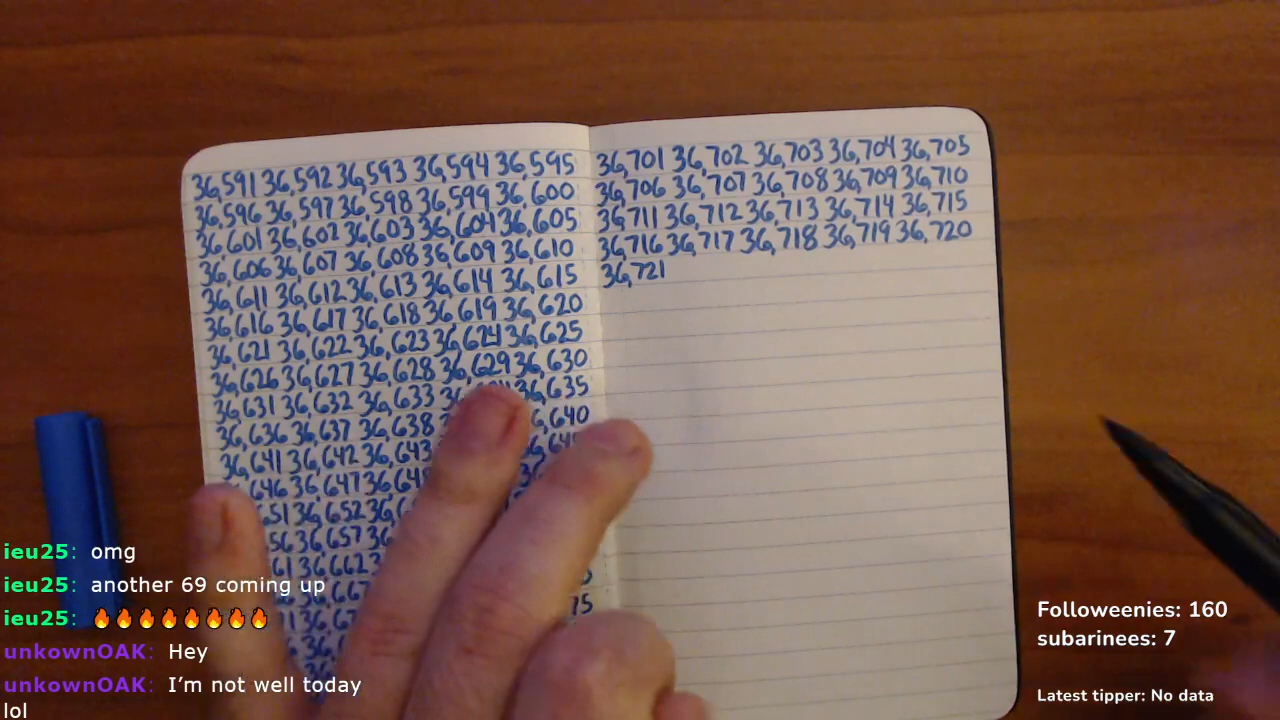 36,591 36,592 36,593 36,594 36,595
36,596 36,597 36,598 36,599 36,600
36,601 36,602 36,603 36,604 36,605
36,606 36,607 36,608 36,609 36,610
36,611 36,612 36,613 36,614 36,615
36,616 36,617 36,618 36,619 36,620
36,621 36,622 36,623 36,624 36,625
36,626 36,627 36,628 36,629 36,630
36,631 36,632 36,633 36,635
36,636 36,637 36,638 36,640
36,641 36,642 36,643
36,647 36,648
36,652
36,657
36,662
36,701 36,702 36,703 36,704 36,705
36,706 36,707 36,708 36,709 36,710
36,711 36,712 36,713 36,714 36,715
36,716 36,717 36,718 36,719 36,720
36,721
ieu25: omg
ieu25: another 69 coming up
ieu25: 🔥🔥🔥🔥🔥🔥🔥🔥
unkownOAK: Hey
unkownOAK: I'm not well today
lol
Followeenies: 160
subarinees: 7
Latest tipper: No data